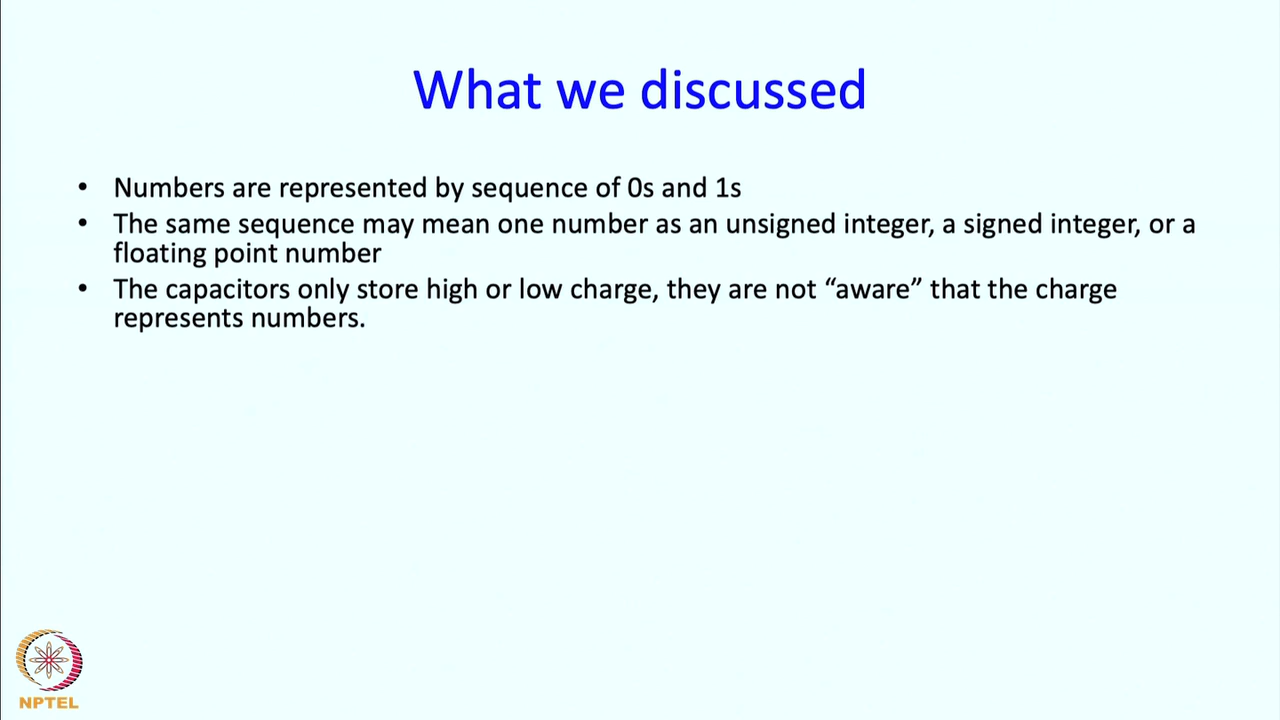 What we discussed
• Numbers are represented by sequence of 0s and 1s
• The same sequence may mean one number as an unsigned integer, a signed integer, or a
floating point number
• The capacitors only store high or low charge, they are not “aware” that the charge
represents numbers.
NPTEL